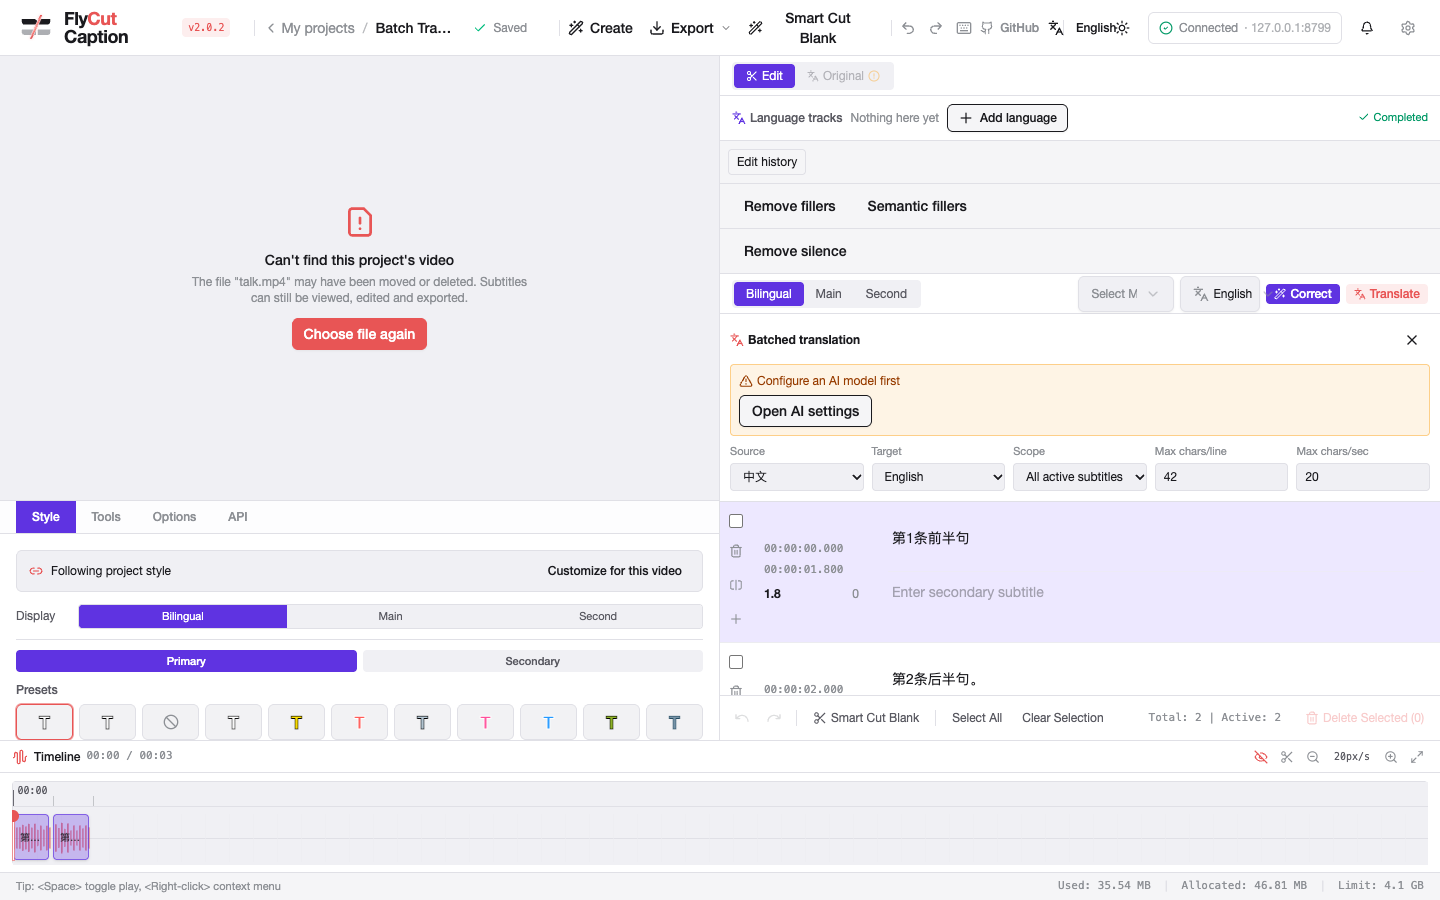 FlyCut
Caption
v2.0.2
My projects / Batch Tra...
Saved
Create
Export
Smart Cut
Blank
GitHub
English
Connected · 127.0.0.1:8799
Can't find this project's video
The file "talk.mp4" may have been moved or deleted. Subtitles
can still be viewed, edited and exported.
Choose file again
Style
Tools
Options
API
Following project style
Customize for this video
Display
Bilingual
Main
Second
Primary
Secondary
Presets
Edit
Original
Language tracks
Nothing here yet
Add language
Completed
Edit history
Remove fillers
Semantic fillers
Remove silence
Bilingual
Main
Second
Select M
English
Correct
Translate
Batched translation
Configure an AI model first
Open AI settings
Source
Target
Scope
Max chars/line
Max chars/sec
中文
English
All active subtitles
42
20
00:00:00.000
00:00:01.800
1.8
0
第1条前半句
Enter secondary subtitle
00:00:02.000
第2条后半句。
Smart Cut Blank
Select All
Clear Selection
Total: 2 | Active: 2
Delete Selected (0)
Timeline
00:00 / 00:03
20px/s
00:00
第...
第...
Tip: <Space> toggle play, <Right-click> context menu
Used: 35.54 MB
Allocated: 46.81 MB
Limit: 4.1 GB